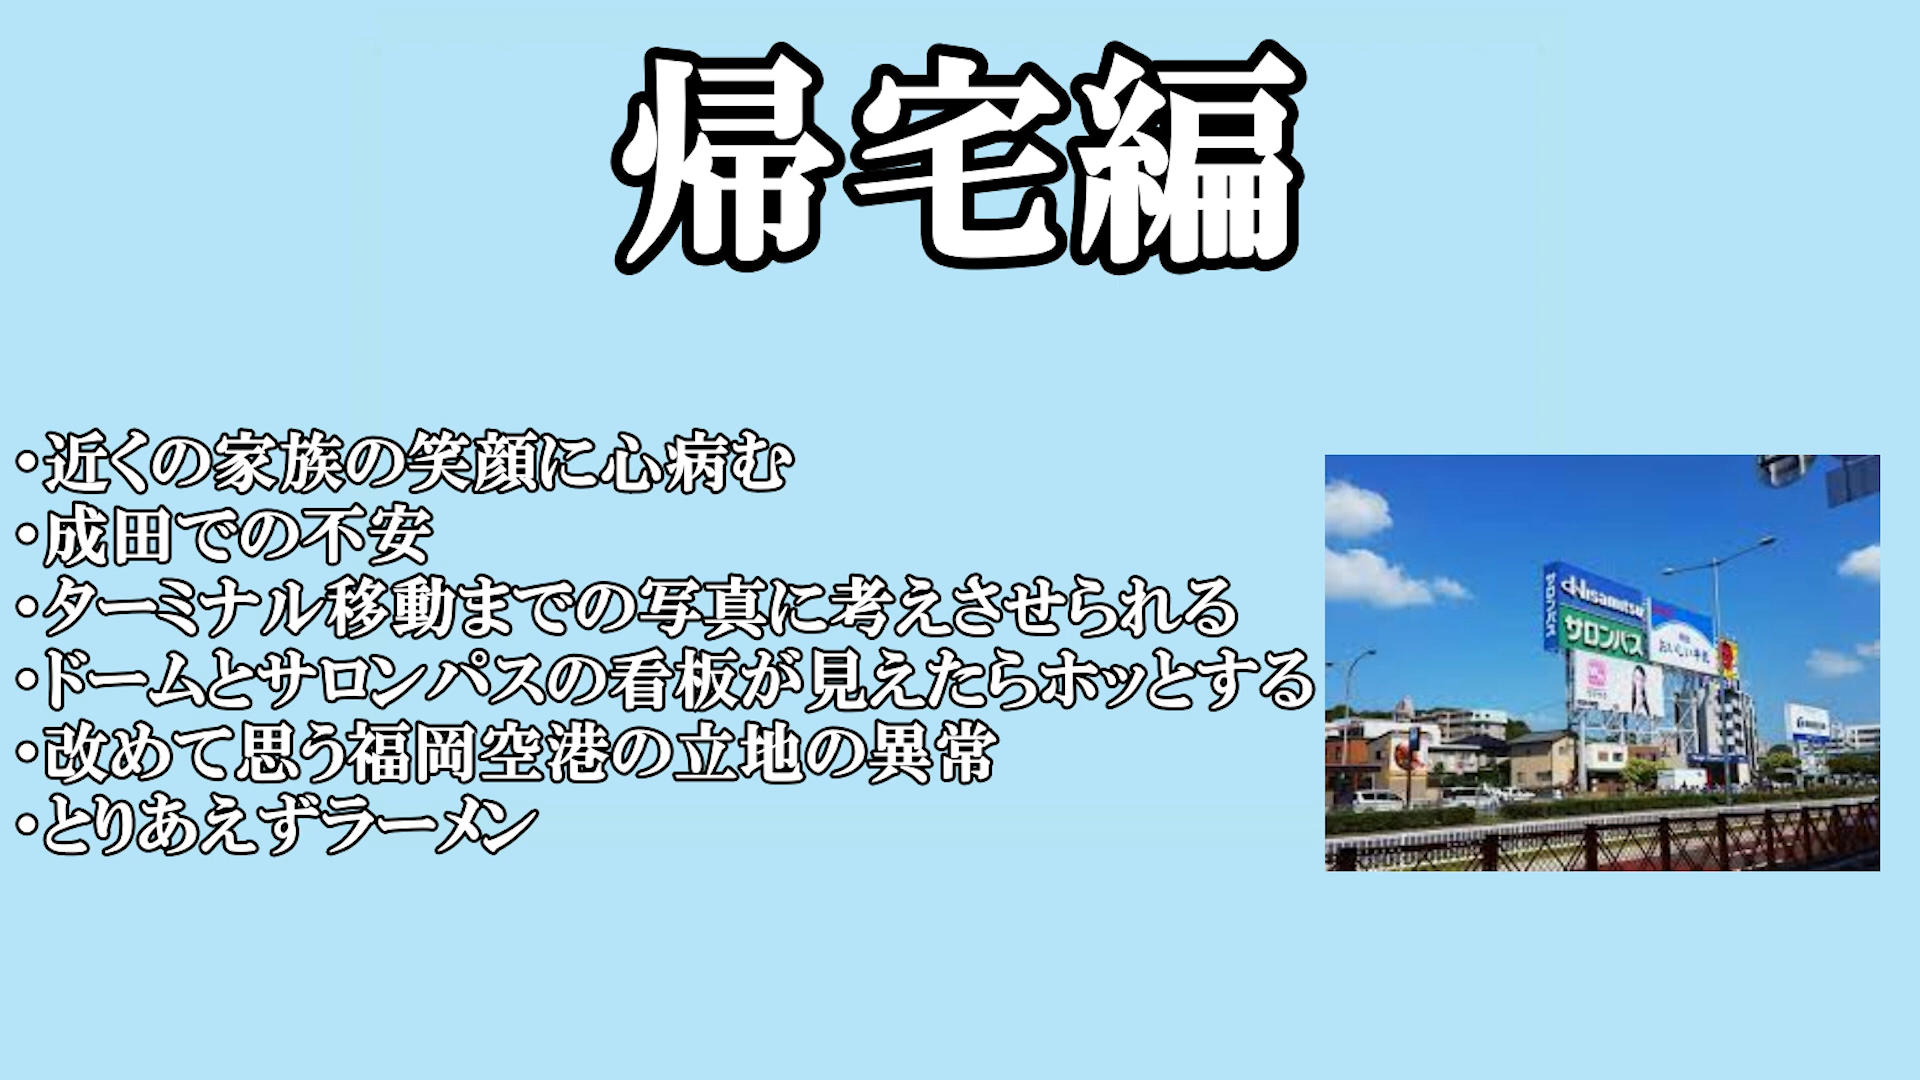 帰宅編
・近くの家族の笑顔に心病む
・成田での不安
・ターミナル移動までの写真に考えさせられる
・ドームとサロンパスの看板が見えたらホッとする
・改めて思う福岡空港の立地の異常
・とりあえずラーメン
サロンパス
Hisamitsu
サロンパス